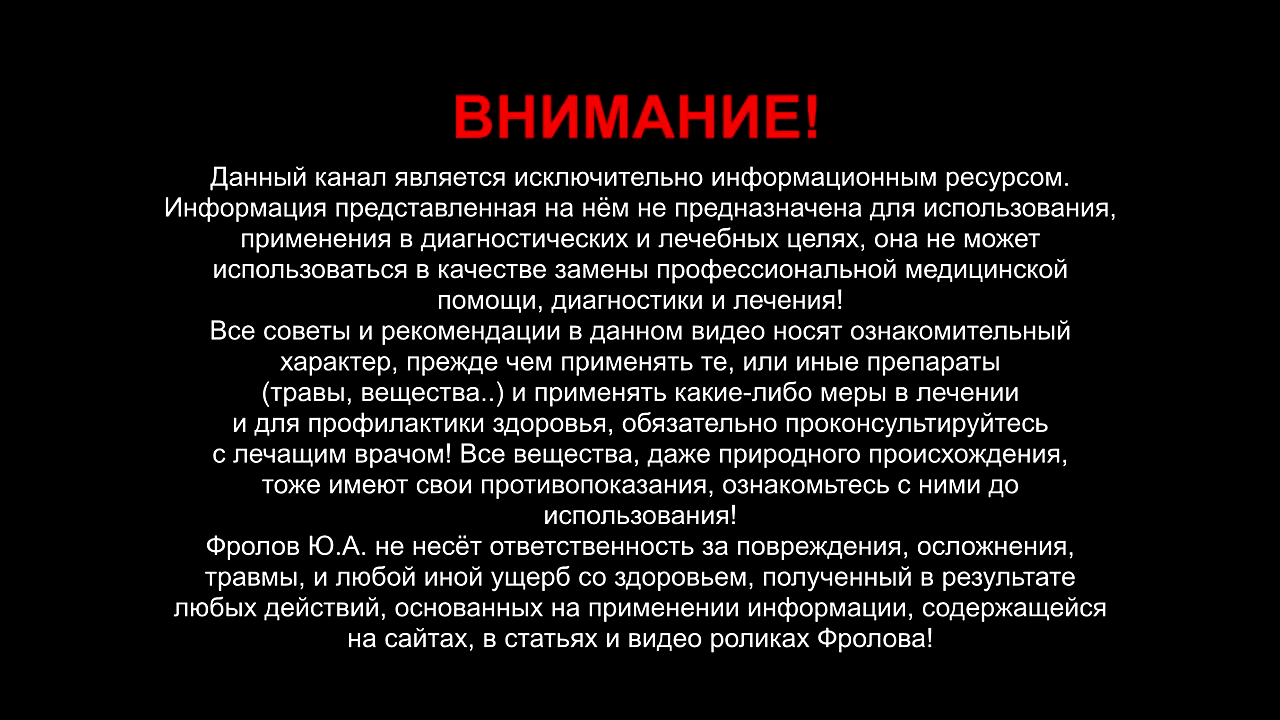 ВНИМАНИЕ!
Данный канал является исключительно информационным ресурсом.
Информация представленная на нём не предназначена для использования,
применения в диагностических и лечебных целях, она не может
использоваться в качестве замены профессиональной медицинской
помощи, диагностики и лечения!
Все советы и рекомендации в данном видео носят ознакомительный
характер, прежде чем применять те, или иные препараты
(травы, вещества..) и применять какие-либо меры в лечении
и для профилактики здоровья, обязательно проконсультируйтесь
с лечащим врачом! Все вещества, даже природного происхождения,
тоже имеют свои противопоказания, ознакомьтесь с ними до
использования!
Фролов Ю.А. не несёт ответственность за повреждения, осложнения,
травмы, и любой иной ущерб со здоровьем, полученный в результате
любых действий, основанных на применении информации, содержащейся
на сайтах, в статьях и видео роликах Фролова!